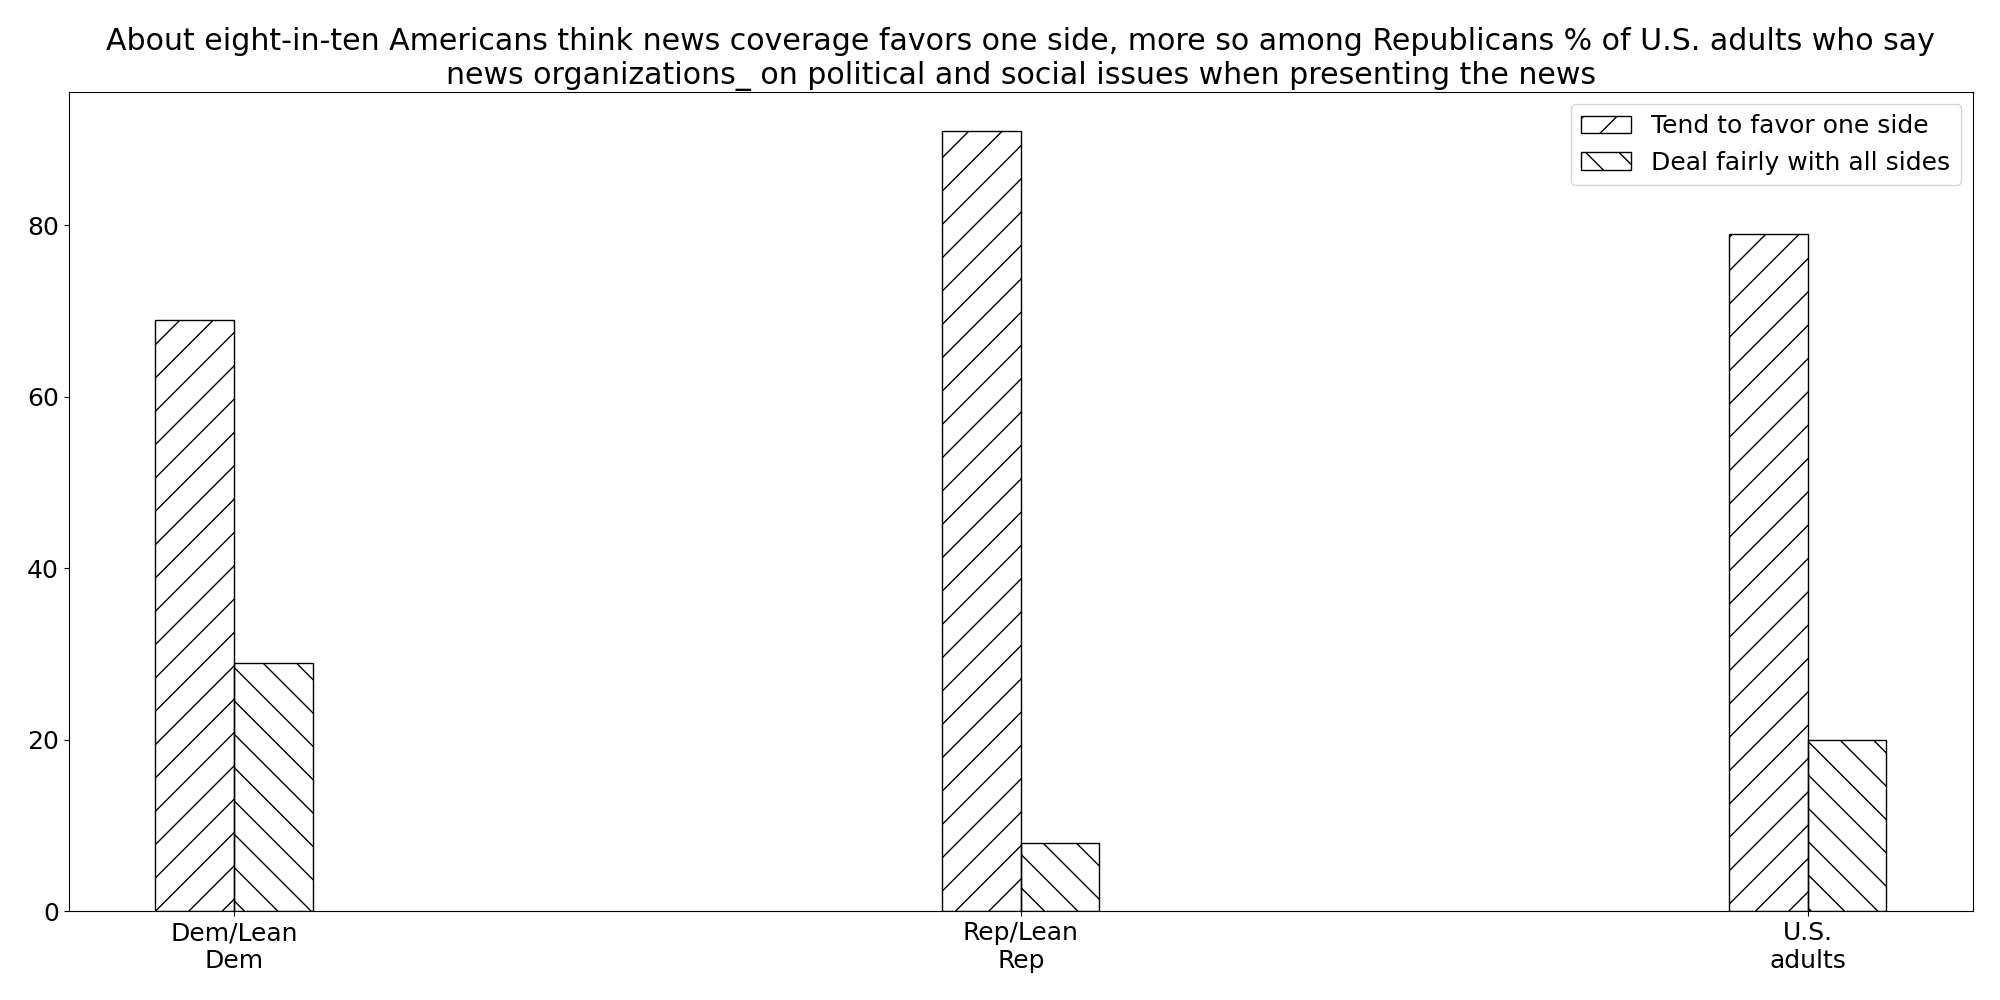 About eight-in-ten Americans think news coverage favors one side, more so among Republicans % of U.S. adults who say
news organizations_ on political and social issues when presenting the news
Tend to favor one side
Deal fairly with all sides
80
60
40
20
0
Dem/Lean
Dem
Rep/Lean
Rep
U.S.
adults